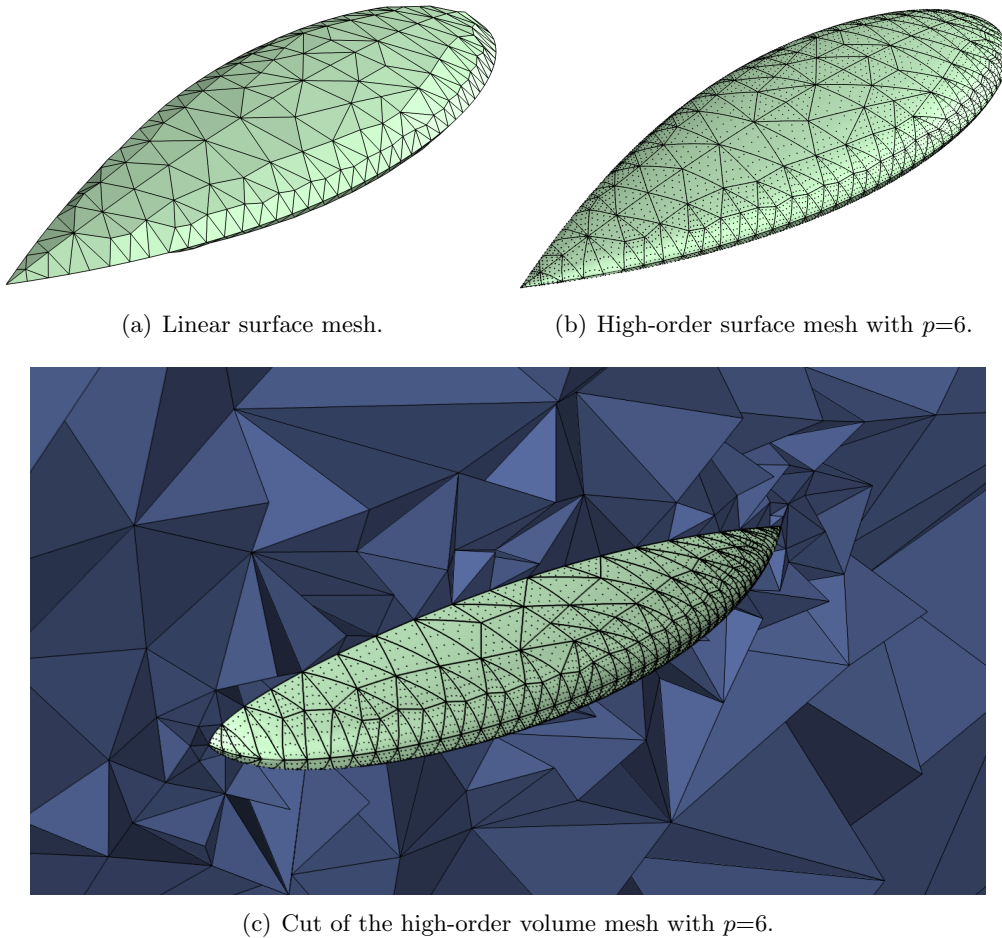 (a) Linear surface mesh.
(b) High-order surface mesh with p=6.
(c) Cut of the high-order volume mesh with p=6.